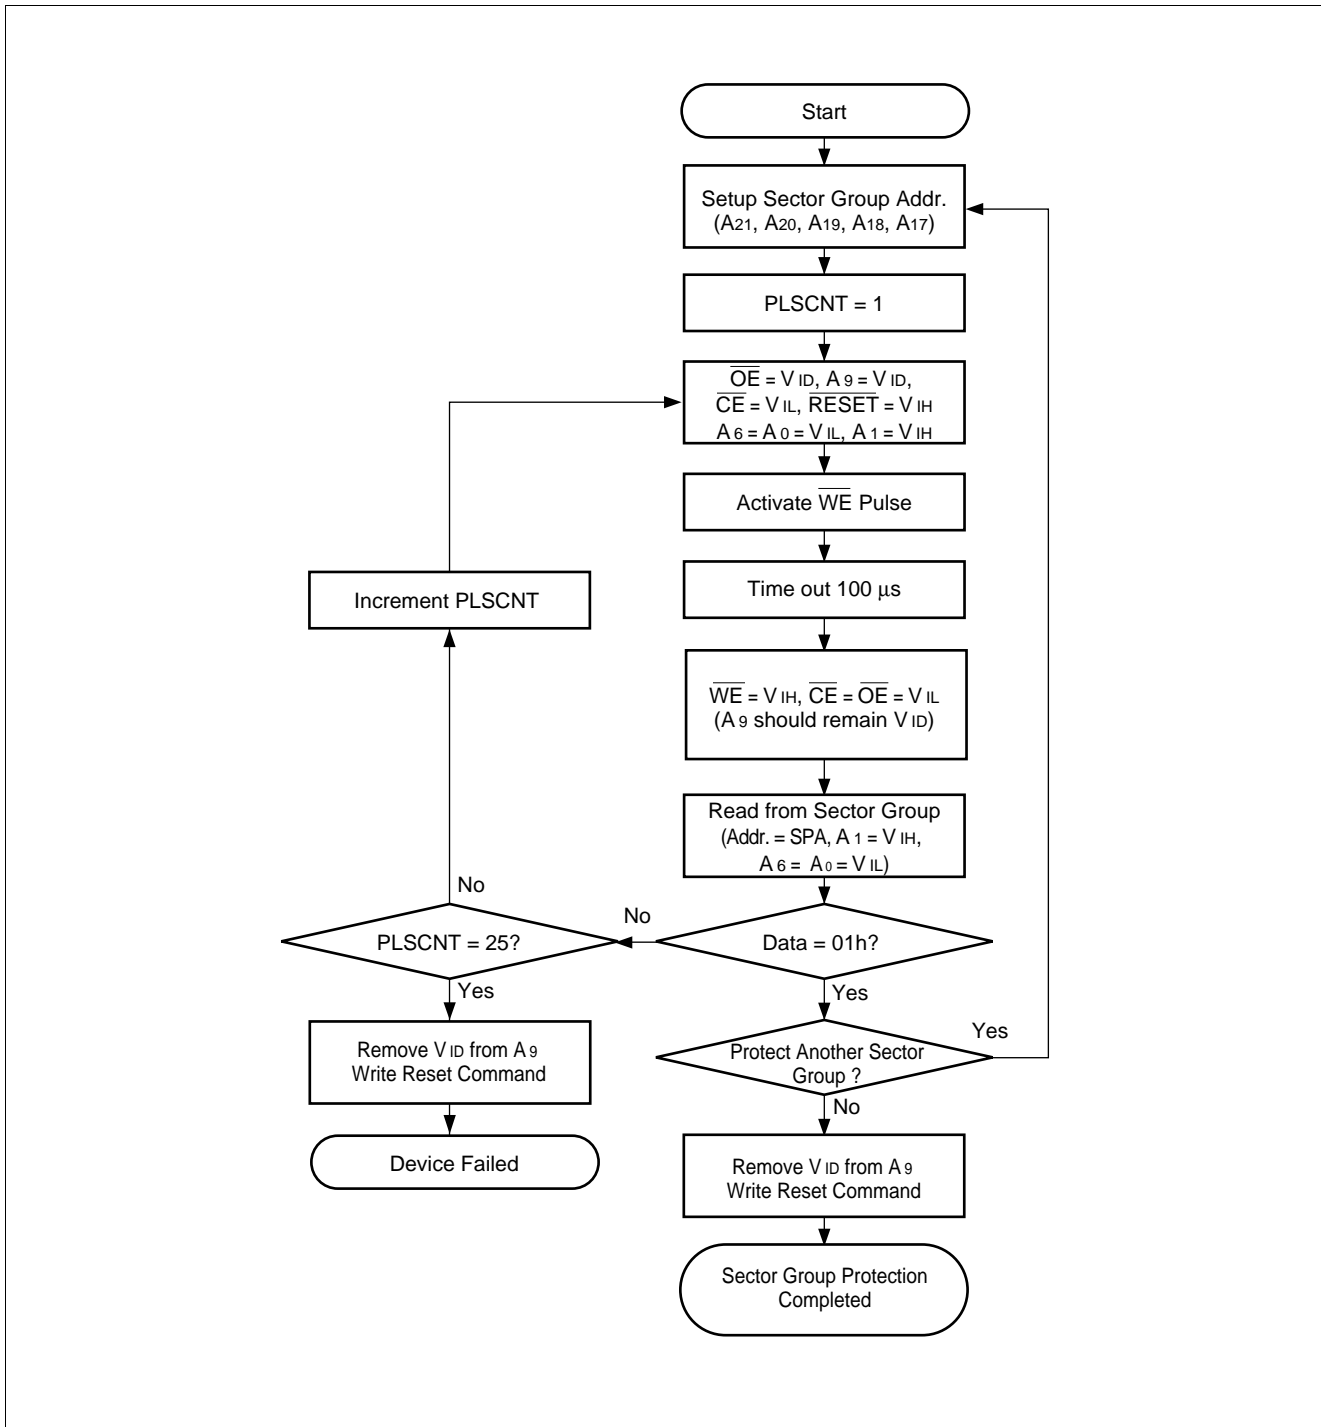 Start
Setup Sector Group Addr.
(A21, A20, A19, A18, A17)
PLSCNT = 1
OE = VID, A9 = VID,
CE = VIL, RESET = VIH
A6 = A0 = VIL, A1 = VIH
Activate WE Pulse
Time out 100 μs
Increment PLSCNT
WE = VIH, CE = OE = VIL
(A9 should remain VID)
Read from Sector Group
(Addr. = SPA, A1 = VIH,
A6 = A0 = VIL)
No
No
PLSCNT = 25?
Data = 01h?
Yes
Yes
Yes
Remove VID from A9
Write Reset Command
Protect Another Sector
Group ?
No
Device Failed
Remove VID from A9
Write Reset Command
Sector Group Protection
Completed